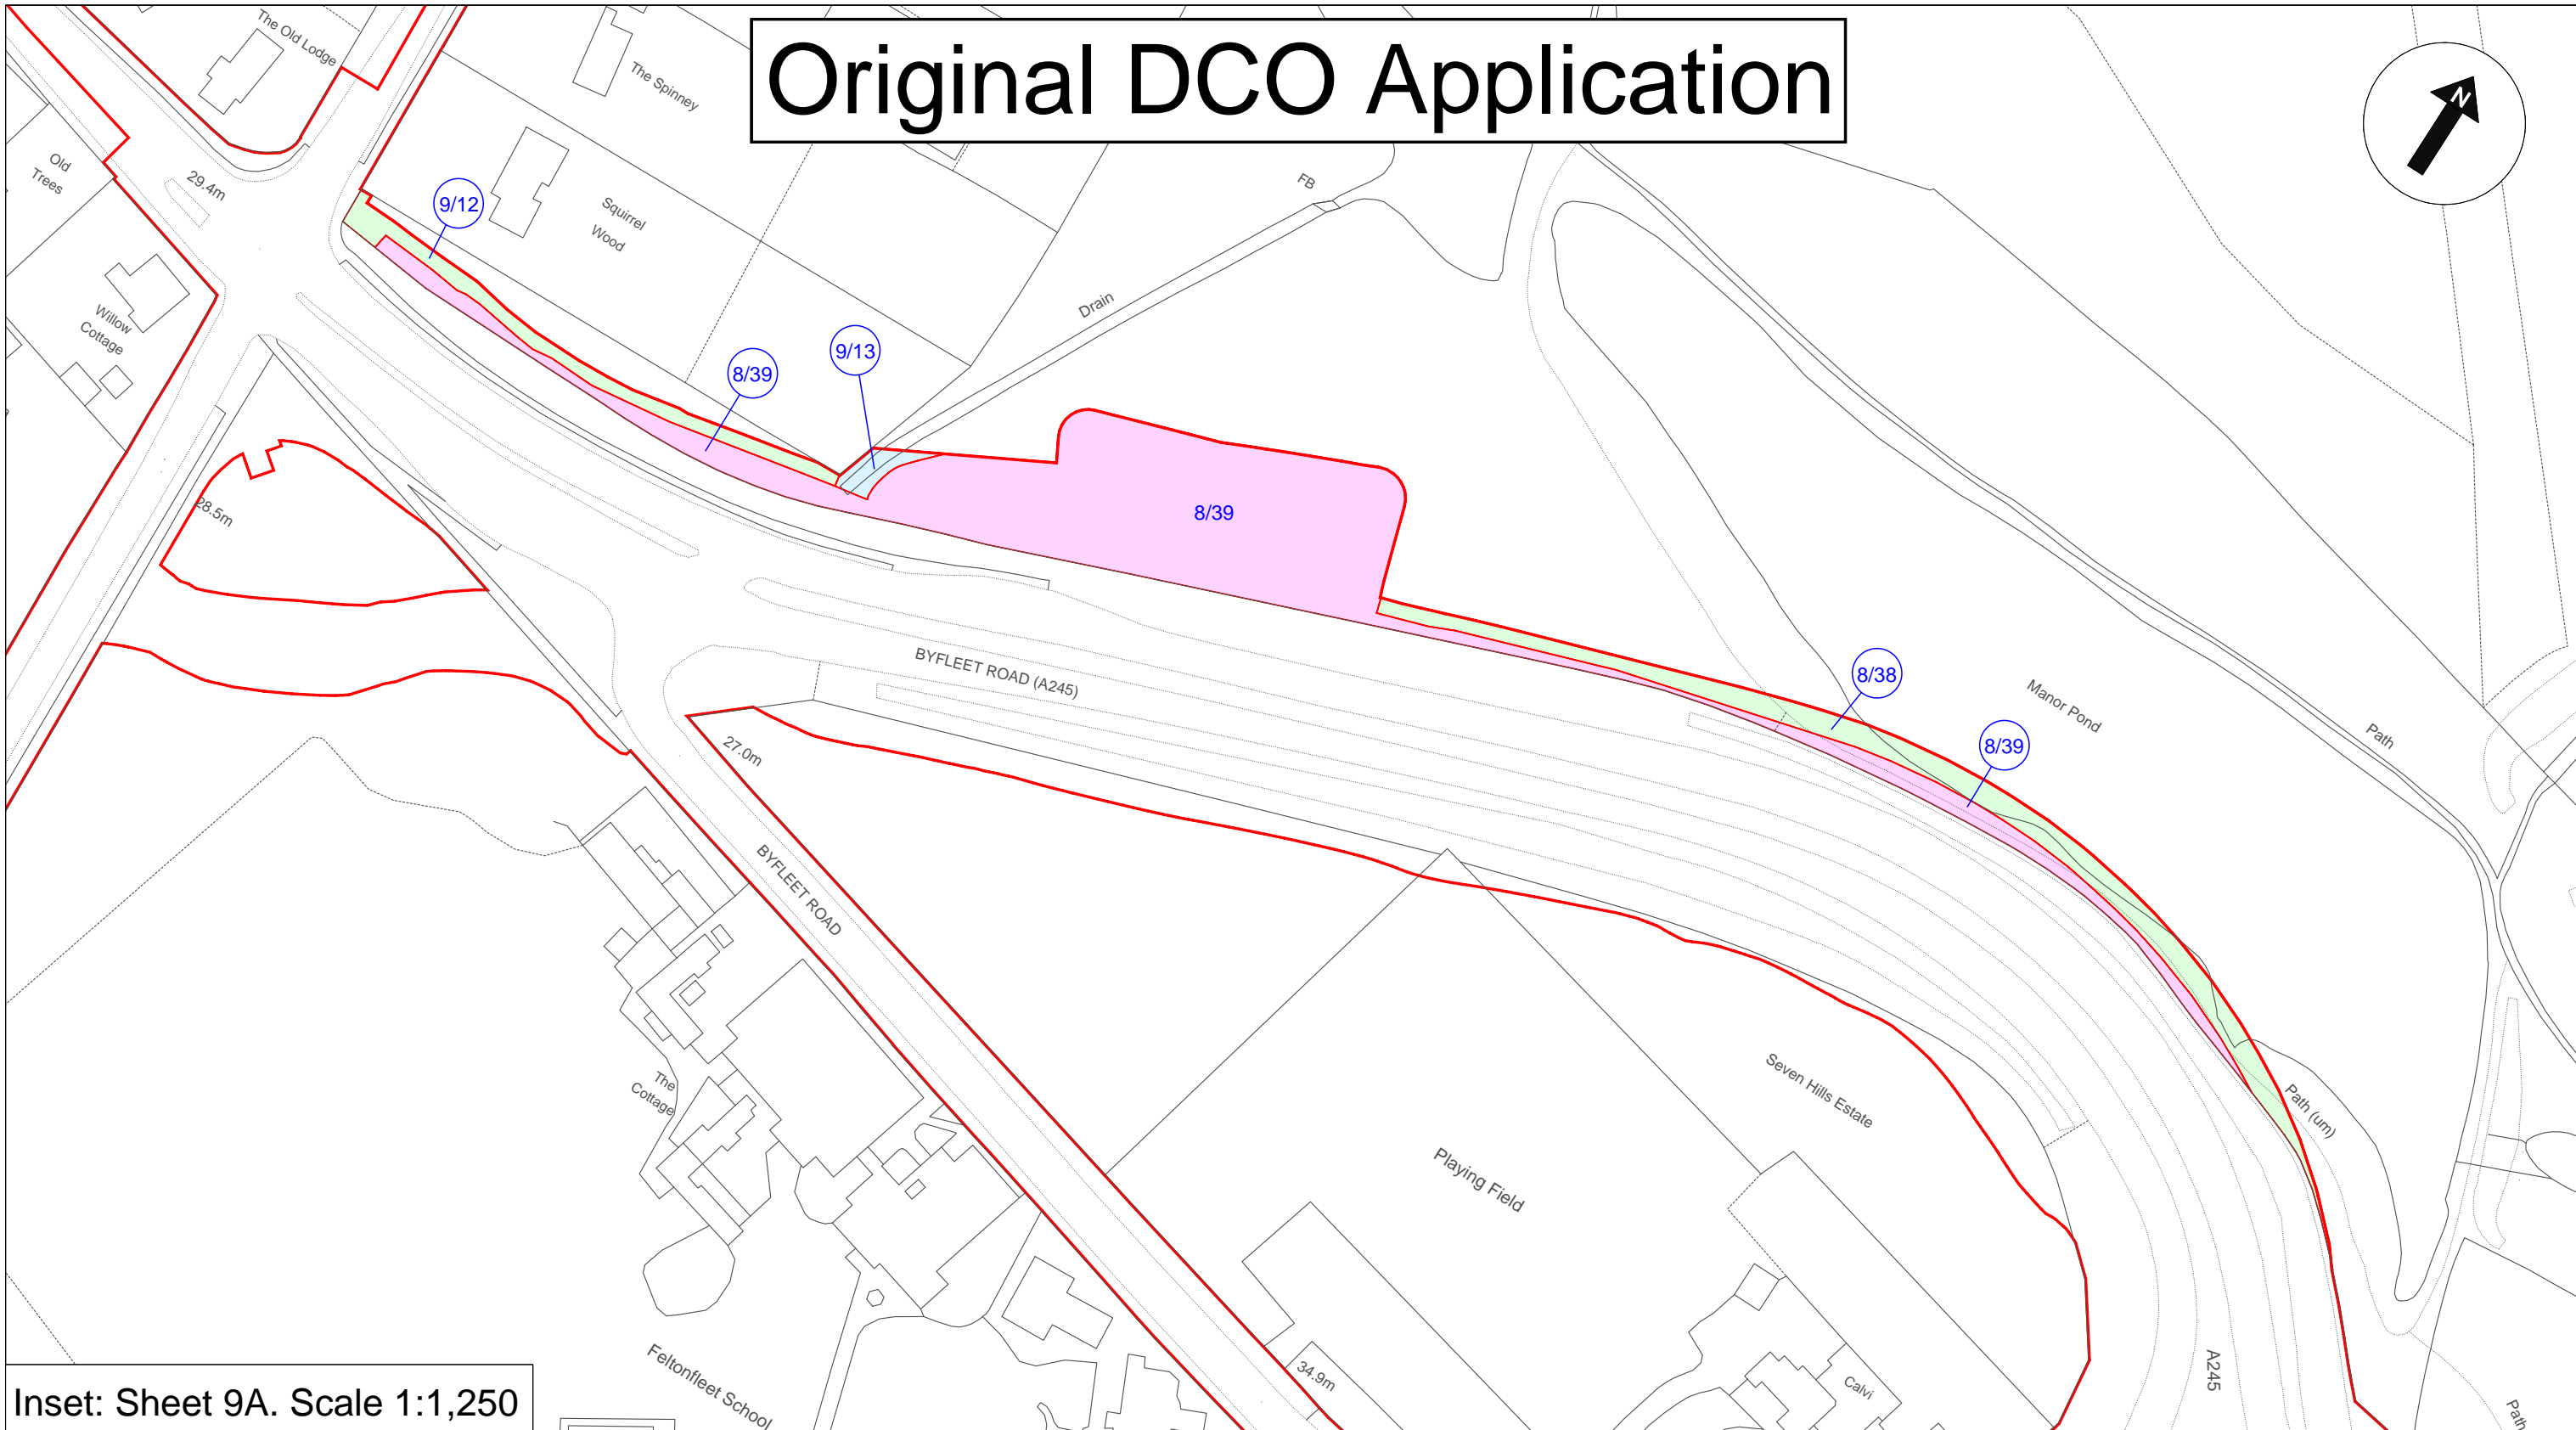 Original DCO Application
N
The Old Lodge
The Spinney
Old
Trees
29.4m
9/12
Squirrel
Wood
FB
Drain
Willow
Cottage
8/39
9/13
28.5m
8/39
BYFLEET ROAD (A245)
8/38
Manor Pond
8/39
Path
27.0m
BYFLEET ROAD
The
Cottage
Seven Hills Estate
Path (um)
Playing Field
Feltonfleet School
34.9m
Calvi
A245
Path
Inset: Sheet 9A. Scale 1:1,250